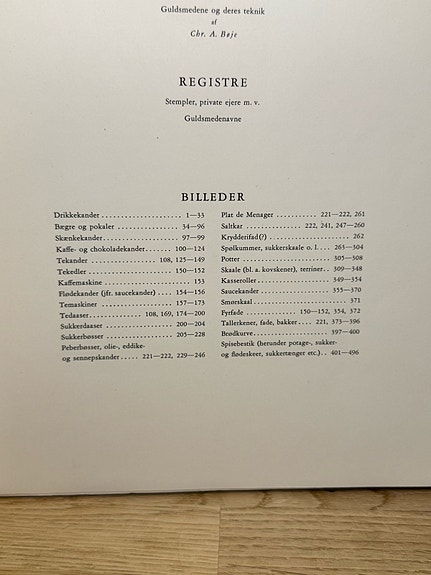 Guldsmedene og deres teknik
af
Chr. A. Bøje
REGISTRE
Stempler, private ejere m. v.
Guldsmedenavne
BILLEDER
Drikkekander ...................... 1—33
Bægre og pokaler ................. 34—96
Skænkekander ..................... 97—99
Kaffe- og chokoladekander ....... 100—124
Tekander ................. 108, 125—149
Tekedler ........................ 150—152
Kaffemaskine ......................... 153
Flødekander (jfr. saucekander) .... 154—156
Temaskiner ...................... 157—173
Tedaaser ............... 108, 169, 174—200
Sukkerdaaser .................... 200—204
Sukkerbøsser .................... 205—228
Peberbøsser, olie-, eddike-
og sennepskander ..... 221—222, 229—246
Plat de Menager ........... 221—222, 261
Saltkar ................ 222, 241, 247—260
Krydderifad(?) ....................... 262
Spølkummer, sukkerskaale o. l. ... 263—304
Potter .......................... 305—308
Skaale (bl. a. kovskener), teriner.. 309—348
Kasseroller ..................... 349—354
Saucekander ..................... 355—370
Smørskaal ............................ 371
Fyrfade .............. 150—152, 354, 372
Tallerkener, fade, bakker .... 221, 373—396
Brødkurve ....................... 397—400
Spisebestik (herunder potage-, sukker-
og flødeskeer, sukkertænger etc.).. 401—496